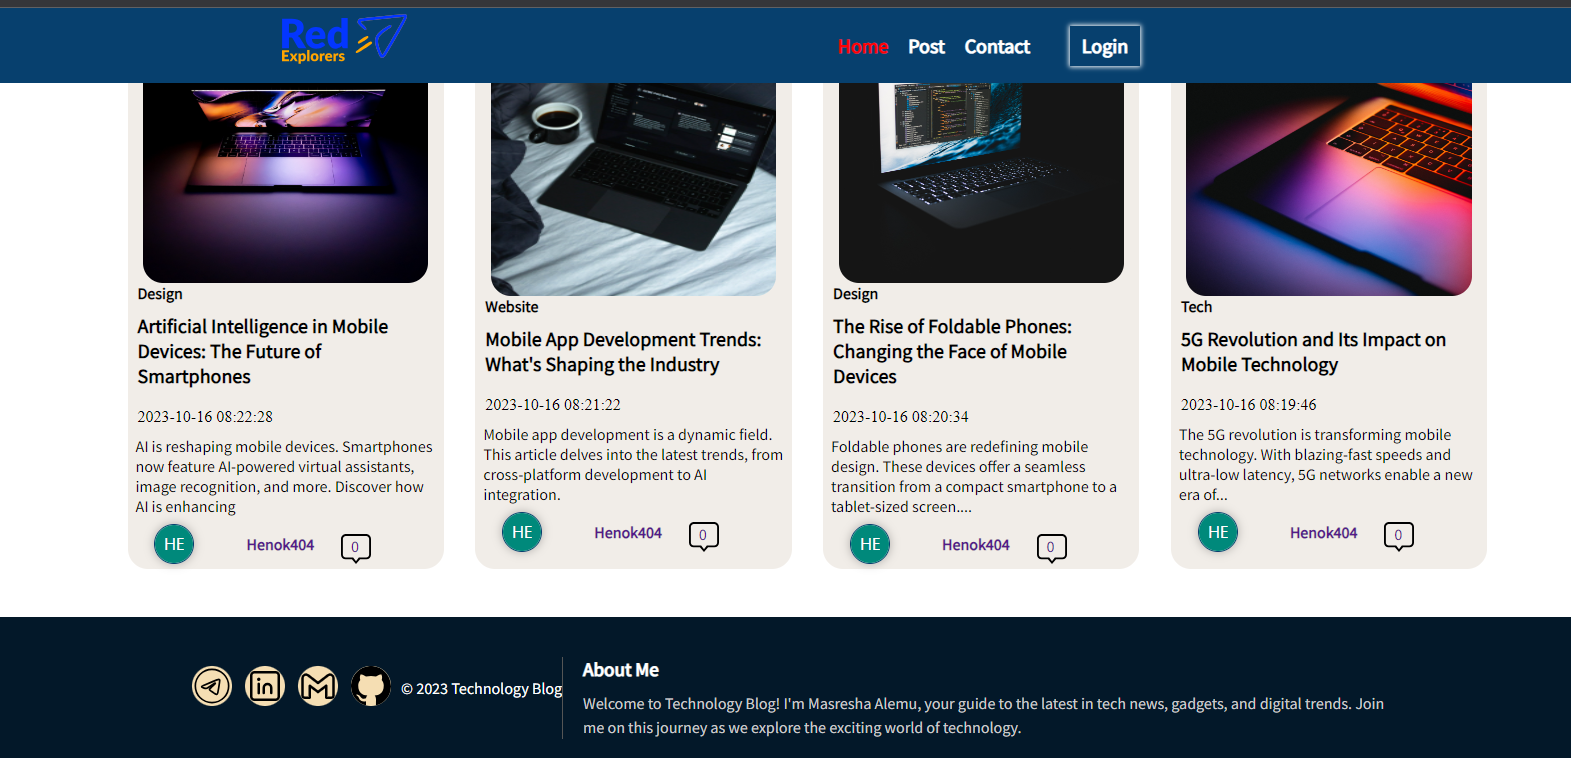 Red
Explorers
Home Post Contact Login
Design
Artificial Intelligence in Mobile
Devices: The Future of
Smartphones
2023-10-16 08:22:28
AI is reshaping mobile devices. Smartphones
now feature AI-powered virtual assistants,
image recognition, and more. Discover how
AI is enhancing
HE Henok404 0
Website
Mobile App Development Trends:
What's Shaping the Industry
2023-10-16 08:21:22
Mobile app development is a dynamic field.
This article delves into the latest trends, from
cross-platform development to AI
integration.
HE Henok404 0
Design
The Rise of Foldable Phones:
Changing the Face of Mobile
Devices
2023-10-16 08:20:34
Foldable phones are redefining mobile
design. These devices offer a seamless
transition from a compact smartphone to a
tablet-sized screen....
HE Henok404 0
Tech
5G Revolution and Its Impact on
Mobile Technology
2023-10-16 08:19:46
The 5G revolution is transforming mobile
technology. With blazing-fast speeds and
ultra-low latency, 5G networks enable a new
era of...
HE Henok404 0
© 2023 Technology Blog
About Me
Welcome to Technology Blog! I'm Masresha Alemu, your guide to the latest in tech news, gadgets, and digital trends. Join
me on this journey as we explore the exciting world of technology.